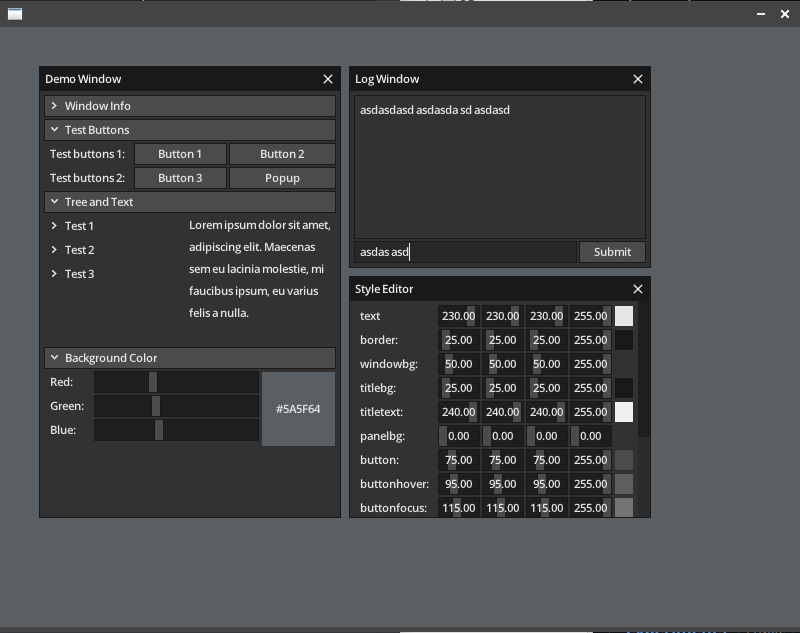 Demo Window
Window Info
Test Buttons
Test buttons 1: Button 1 Button 2
Test buttons 2: Button 3 Popup
Tree and Text
Test 1
Test 2
Test 3
Lorem ipsum dolor sit amet,
adipiscing elit. Maecenas
sem eu lacinia molestie, mi
faucibus ipsum, eu varius
felis a nulla.
Background Color
Red:
Green:
Blue:
#5A5F64
Log Window
asdasdasd asdasda sd asdasd
asdas asd Submit
Style Editor
text 230.00 230.00 230.00 255.00
border: 25.00 25.00 25.00 255.00
windowbg: 50.00 50.00 50.00 255.00
titlebg: 25.00 25.00 25.00 255.00
titletext: 240.00 240.00 240.00 255.00
panelbg: 0.00 0.00 0.00 0.00
button: 75.00 75.00 75.00 255.00
buttonhover: 95.00 95.00 95.00 255.00
buttonfocus: 115.00 115.00 115.00 255.00